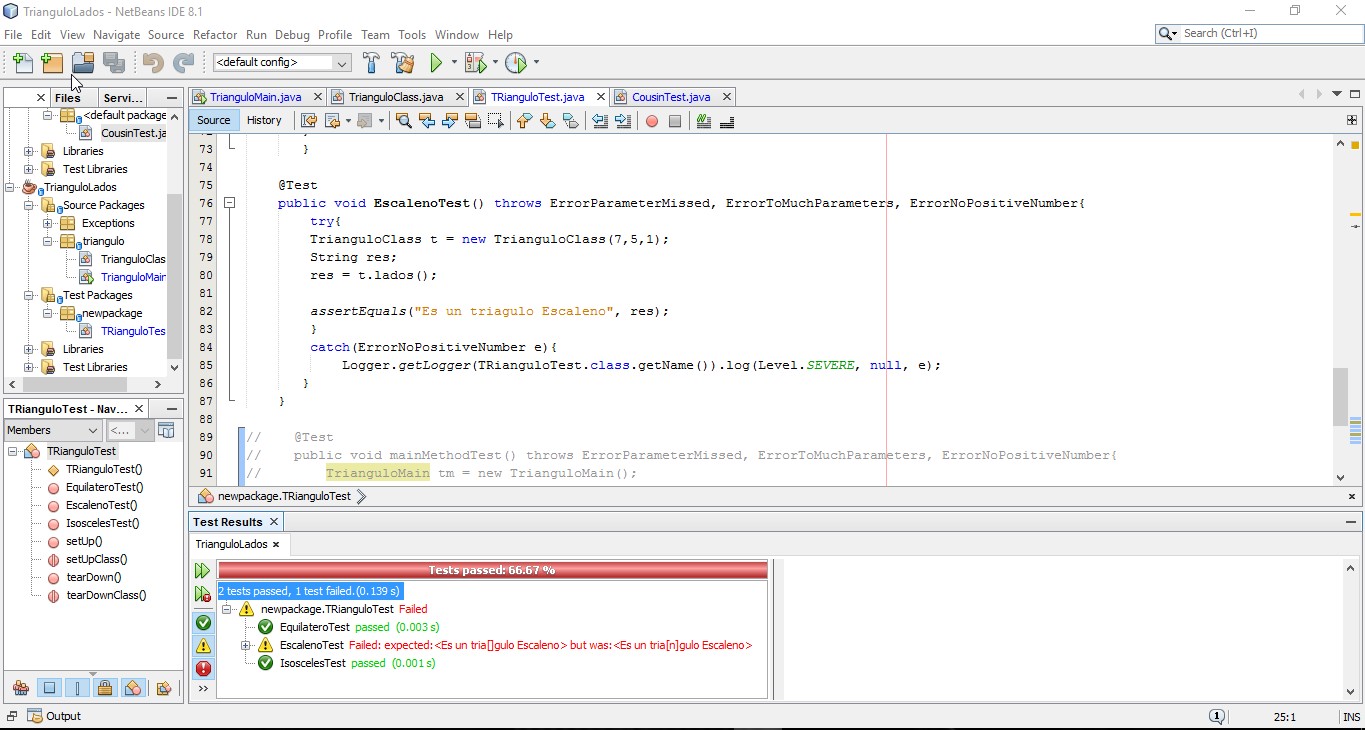 TrianguloLados - NetBeans IDE 8.1
File Edit View Navigate Source Refactor Run Debug Profile Team Tools Window Help
Search (Ctrl+I)
<default config>
Files Servi...
<default package
CousinTest.ja
Libraries
Test Libraries
TrianguloLados
Source Packages
Exceptions
triangulo
TrianguloClas
TrianguloMair
Test Packages
newpackage
TRianguloTes
Libraries
Test Libraries
TRianguloTest - Nav...
Members <...
TRianguloTest
TRianguloTest()
EquilateroTest()
EscalenoTest()
IsoscelesTest()
setUp()
setUpClass()
tearDown()
tearDownClass()
TrianguloMain.java TrianguloClass.java TRianguloTest.java CousinTest.java
Source History
73 }
74
75 @Test
76 public void EscalenoTest() throws ErrorParameterMissed, ErrorToMuchParameters, ErrorNoPositiveNumber{
77 try{
78 TrianguloClass t = new TrianguloClass(7,5,1);
79 String res;
80 res = t.lados();
81
82 assertEquals("Es un triagulo Escaleno", res);
83 }
84 catch(ErrorNoPositiveNumber e){
85 Logger.getLogger(TRianguloTest.class.getName()).log(Level.SEVERE, null, e);
86 }
87 }
88
89 // @Test
90 // public void mainMethodTest() throws ErrorParameterMissed, ErrorToMuchParameters, ErrorNoPositiveNumber{
91 // TrianguloMain tm = new TrianguloMain();
newpackage.TRianguloTest
Test Results
TrianguloLados
Tests passed: 66.67 %
2 tests passed, 1 test failed.(0.139 s)
newpackage.TRianguloTest Failed
EquilateroTest passed (0.003 s)
EscalenoTest Failed: expected:<Es un tria[]gulo Escaleno> but was:<Es un tria[n]gulo Escaleno>
IsoscelesTest passed (0.001 s)
>>
Output
1 25:1 INS